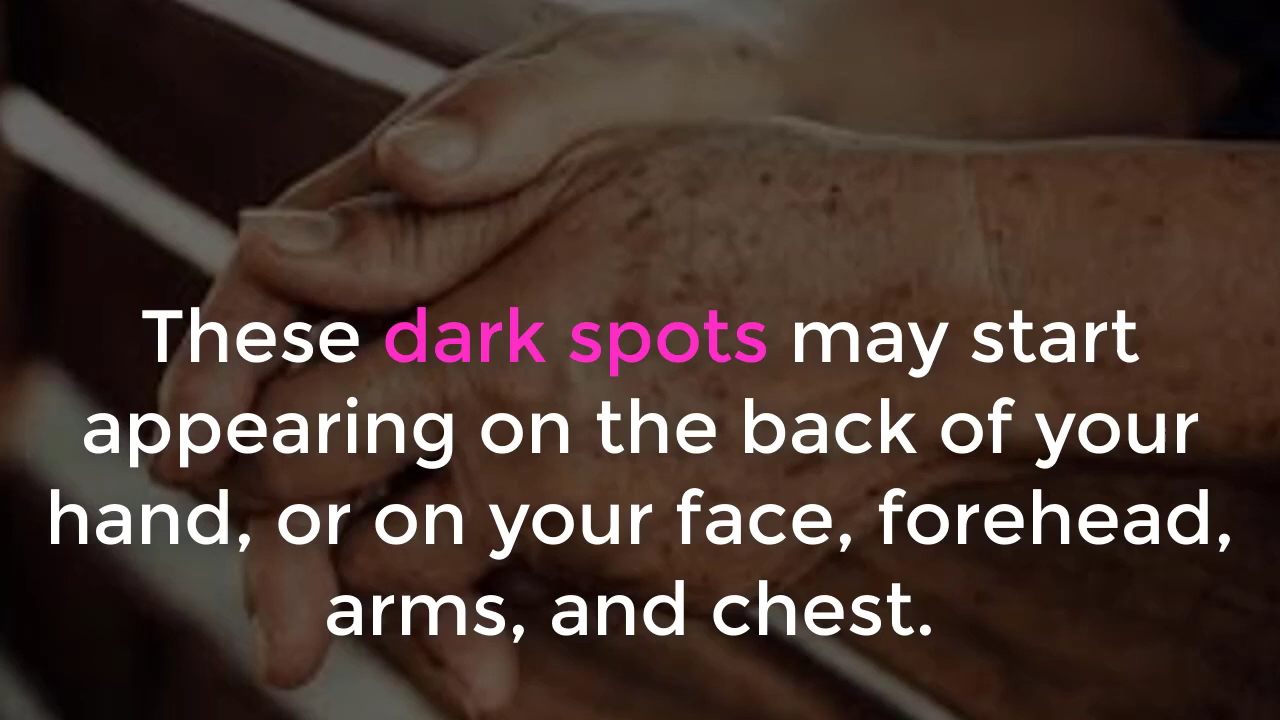 These dark spots may start
appearing on the back of your
hand, or on your face, forehead,
arms, and chest.